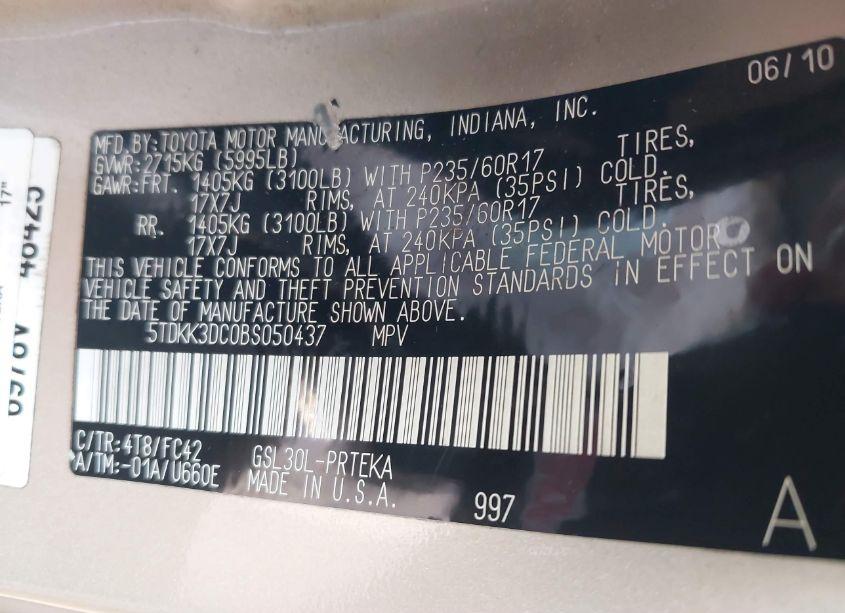 06/10
MFD. BY: TOYOTA MOTOR MANUFACTURING, INDIANA, INC.
GVWR: 2715KG (5995LB)
GAWR: FRT. 1405KG (3100LB) WITH P235/60R17 TIRES,
17X7J RIMS, AT 240KPA (35PSI) COLD.
RR. 1405KG (3100LB) WITH P235/60R17 TIRES,
17X7J RIMS, AT 240KPA (35PSI) COLD.
THIS VEHICLE CONFORMS TO ALL APPLICABLE FEDERAL MOTOR
VEHICLE SAFETY AND THEFT PREVENTION STANDARDS IN EFFECT ON
THE DATE OF MANUFACTURE SHOWN ABOVE.
5TDKK3DC0BS050437 MPV
C/TR: 4T8/FC42 GSL30L-PRTEKA
A/TM: -01A/U660E MADE IN U.S.A.
997
A
17"
6978V 46425